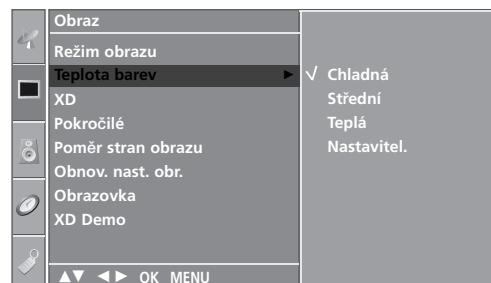 Obraz
Režim obrazu
Teplota barev
XD
Pokročilé
Poměr stran obrazu
Obnov. nast. obr.
Obrazovka
XD Demo
▲▼ ◄► OK MENU
√ Chladná
Střední
Teplá
Nastavitel.